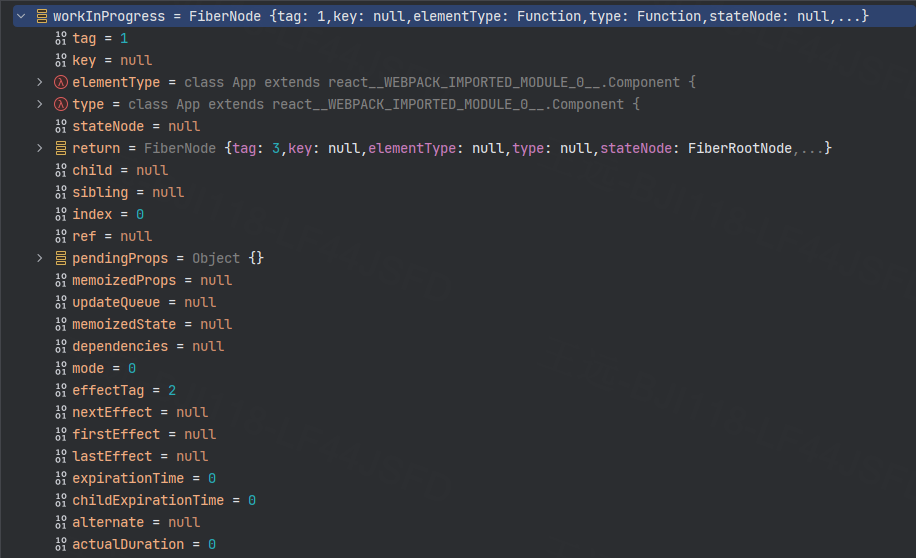 workInProgress = FiberNode {tag: 1,key: null,elementType: Function,type: Function,stateNode: null,...}
tag = 1
key = null
elementType = class App extends react__WEBPACK_IMPORTED_MODULE_0__.Component {
type = class App extends react__WEBPACK_IMPORTED_MODULE_0__.Component {
stateNode = null
return = FiberNode {tag: 3,key: null,elementType: null,type: null,stateNode: FiberRootNode,...}
child = null
sibling = null
index = 0
ref = null
pendingProps = Object {}
memoizedProps = null
updateQueue = null
memoizedState = null
dependencies = null
mode = 0
effectTag = 2
nextEffect = null
firstEffect = null
lastEffect = null
expirationTime = 0
childExpirationTime = 0
alternate = null
actualDuration = 0